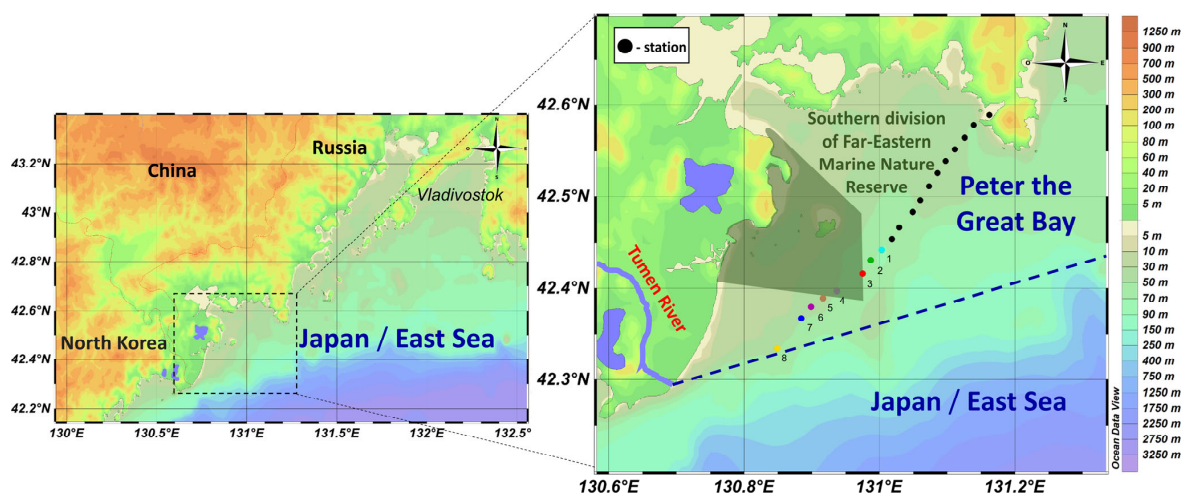 China
Russia
Vladivostok
North Korea
Japan / East Sea
N
O
E
S
43.2°N
43°N
42.8°N
42.6°N
42.4°N
42.2°N
130°E
130.5°E
131°E
131.5°E
132°E
132.5°E
- station
N
O
E
S
Southern division
of Far-Eastern
Marine Nature
Reserve
Peter the
Great Bay
Tumen River
1
2
3
4
5
6
7
8
Japan / East Sea
42.6°N
42.5°N
42.4°N
42.3°N
130.6°E
130.8°E
131°E
131.2°E
Ocean Data View
1250 m
900 m
700 m
500 m
300 m
200 m
100 m
80 m
60 m
40 m
20 m
5 m
5 m
10 m
30 m
50 m
70 m
90 m
150 m
250 m
400 m
750 m
1250 m
1750 m
2250 m
2750 m
3250 m